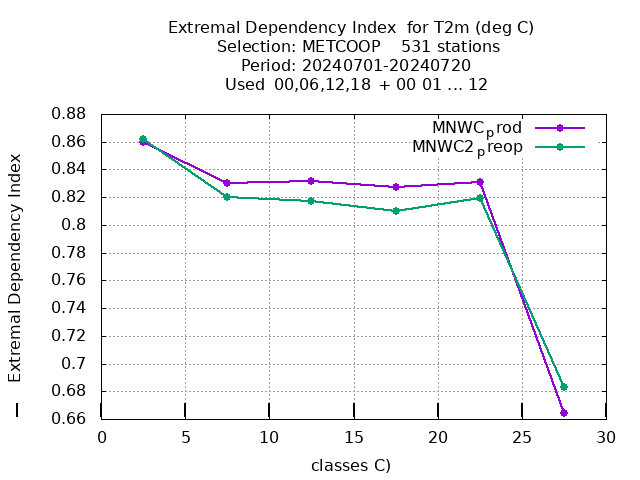 Extremal Dependency Index  for T2m (deg C)
Selection: METCOOP    531 stations
Period: 20240701-20240720
Used  00,06,12,18 + 00 01 ... 12
MNWC_prod
MNWC2_preop
Extremal Dependency Index
0.88
0.86
0.84
0.82
0.8
0.78
0.76
0.74
0.72
0.7
0.68
0.66
0 5 10 15 20 25 30
classes C)